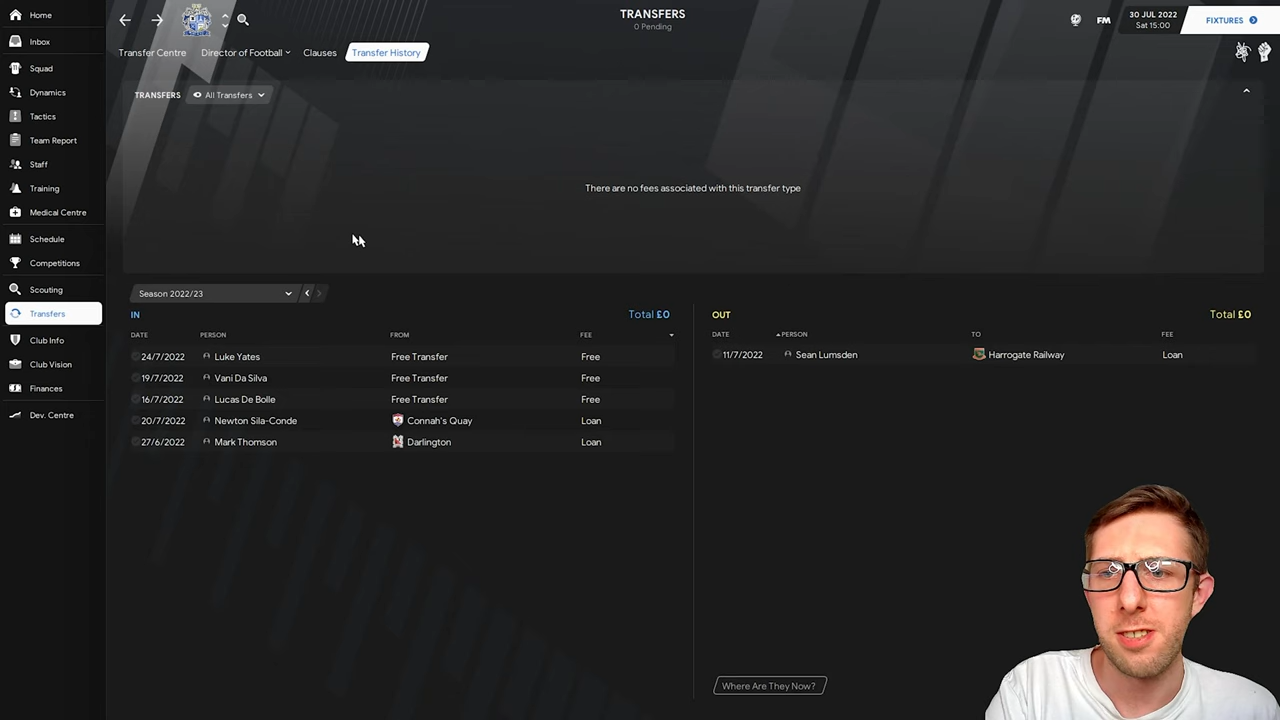 Home
Inbox
Squad
Dynamics
Tactics
Team Report
Staff
Training
Medical Centre
Schedule
Competitions
Scouting
Transfers
Club Info
Club Vision
Finances
Dev. Centre
TRANSFERS
0 Pending
FM
30 JUL 2022
Sat 15:00
FIXTURES
Transfer Centre
Director of Football
Clauses
Transfer History
TRANSFERS
All Transfers
There are no fees associated with this transfer type
Season 2022/23
IN
Total £0
DATE PERSON FROM FEE
24/7/2022 Luke Yates Free Transfer Free
19/7/2022 Vani Da Silva Free Transfer Free
16/7/2022 Lucas De Bolle Free Transfer Free
20/7/2022 Newton Sila-Conde Connah's Quay Loan
27/6/2022 Mark Thomson Darlington Loan
OUT
Total £0
DATE PERSON TO FEE
11/7/2022 Sean Lumsden Harrogate Railway Loan
Where Are They Now?